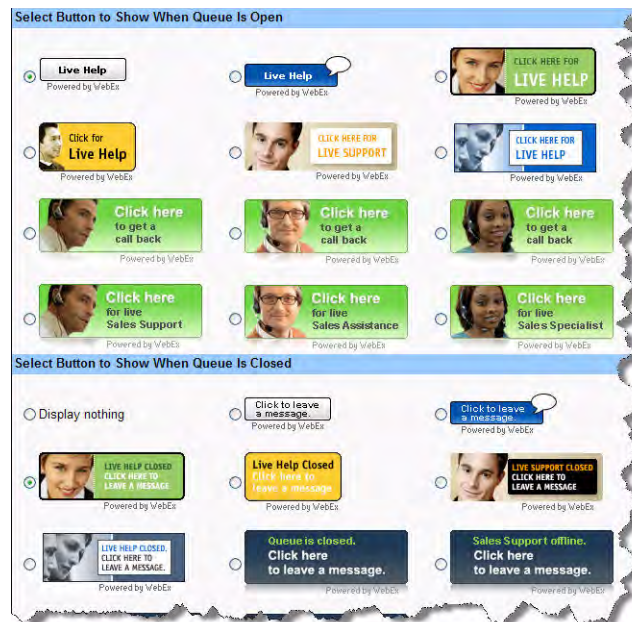 Select Button to Show When Queue Is Open
Live Help
Powered by WebEx
Live Help
Powered by WebEx
CLICK HERE FOR
LIVE HELP
Powered by WebEx
Click for
Live Help
Powered by WebEx
CLICK HERE FOR
LIVE SUPPORT
Powered by WebEx
CLICK HERE FOR
LIVE HELP
Powered by WebEx
Click here
to get a
call back
Powered by WebEx
Click here
to get a
call back
Powered by WebEx
Click here
to get a
call back
Powered by WebEx
Click here
for live
Sales Support
Powered by WebEx
Click here
for live
Sales Assistance
Powered by WebEx
Click here
for live
Sales Specialist
Powered by WebEx
Select Button to Show When Queue Is Closed
Display nothing
Click to leave
a message.
Powered by WebEx
Click to leave
a message.
Powered by WebEx
LIVE HELP CLOSED
CLICK HERE TO
LEAVE A MESSAGE
Powered by WebEx
Live Help Closed
Click here to
leave a message
Powered by WebEx
LIVE SUPPORT CLOSED
CLICK HERE TO
LEAVE A MESSAGE
Powered by WebEx
LIVE HELP CLOSED.
CLICK HERE TO
LEAVE A MESSAGE.
Powered by WebEx
Queue is closed.
Click here
to leave a message.
Powered by WebEx
Sales Support offline.
Click here
to leave a message.
Powered by WebEx